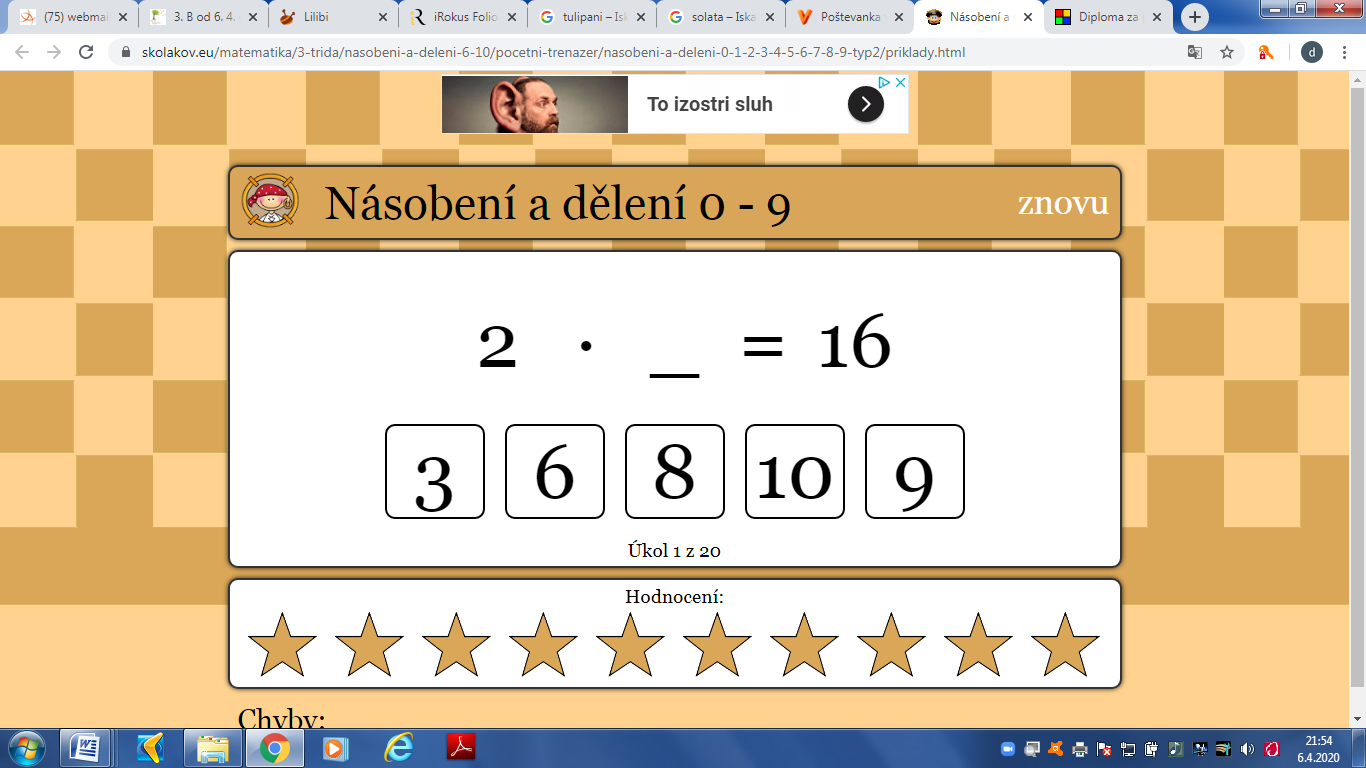 (75) webmai
3. B od 6. 4.
Lilibi
iRokus Folio
tulipani – Isk
solata – Iska
Poštevanka
Násobení a
Diploma za p
skolakov.eu/matematika/3-trida/nasobeni-a-deleni-6-10/pocetni-trenazer/nasobeni-a-deleni-0-1-2-3-4-5-6-7-8-9-typ2/priklady.html
d
To izostri sluh
Násobení a dělení 0 - 9
znovu
2 · _ = 16
3 6 8 10 9
Úkol 1 z 20
Hodnocení:
Chyby:
21:54
6.4.2020